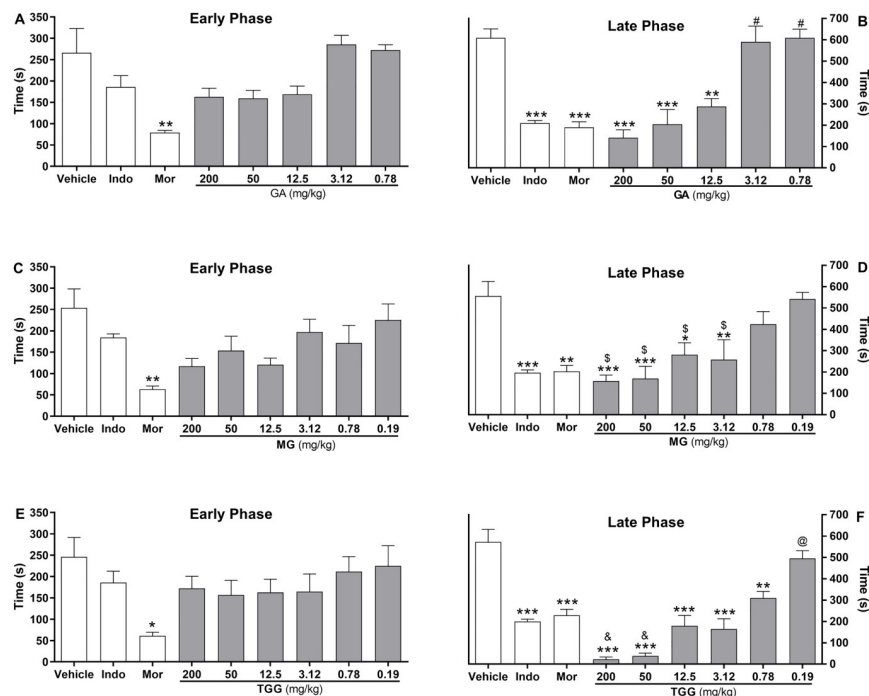 A
Early Phase
Time (s)
350
300
250
200
150
100
50
0
**
Vehicle Indo Mor 200 50 12.5 3.12 0.78
GA (mg/kg)
B
Late Phase
Time (s)
700
600
500
400
300
200
100
0
*** *** *** *** ** # #
Vehicle Indo Mor 200 50 12.5 3.12 0.78
GA (mg/kg)
C
Early Phase
Time (s)
350
300
250
200
150
100
50
0
**
Vehicle Indo Mor 200 50 12.5 3.12 0.78 0.19
MG (mg/kg)
D
Late Phase
Time (s)
700
600
500
400
300
200
100
0
$ $ $ $
*** ** *** *** * **
Vehicle Indo Mor 200 50 12.5 3.12 0.78 0.19
MG (mg/kg)
E
Early Phase
Time (s)
350
300
250
200
150
100
50
0
*
Vehicle Indo Mor 200 50 12.5 3.12 0.78 0.19
TGG (mg/kg)
F
Late Phase
Time (s)
700
600
500
400
300
200
100
0
& &
*** *** *** *** *** *** ** @
Vehicle Indo Mor 200 50 12.5 3.12 0.78 0.19
TGG (mg/kg)